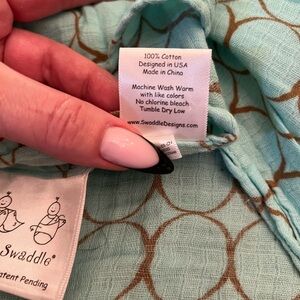 100% Cotton
Designed in USA
Made in China
Machine Wash Warm
with like colors
No chlorine bleach
Tumble Dry Low
www.SwaddleDesigns.com
Swaddle®
Patent Pending